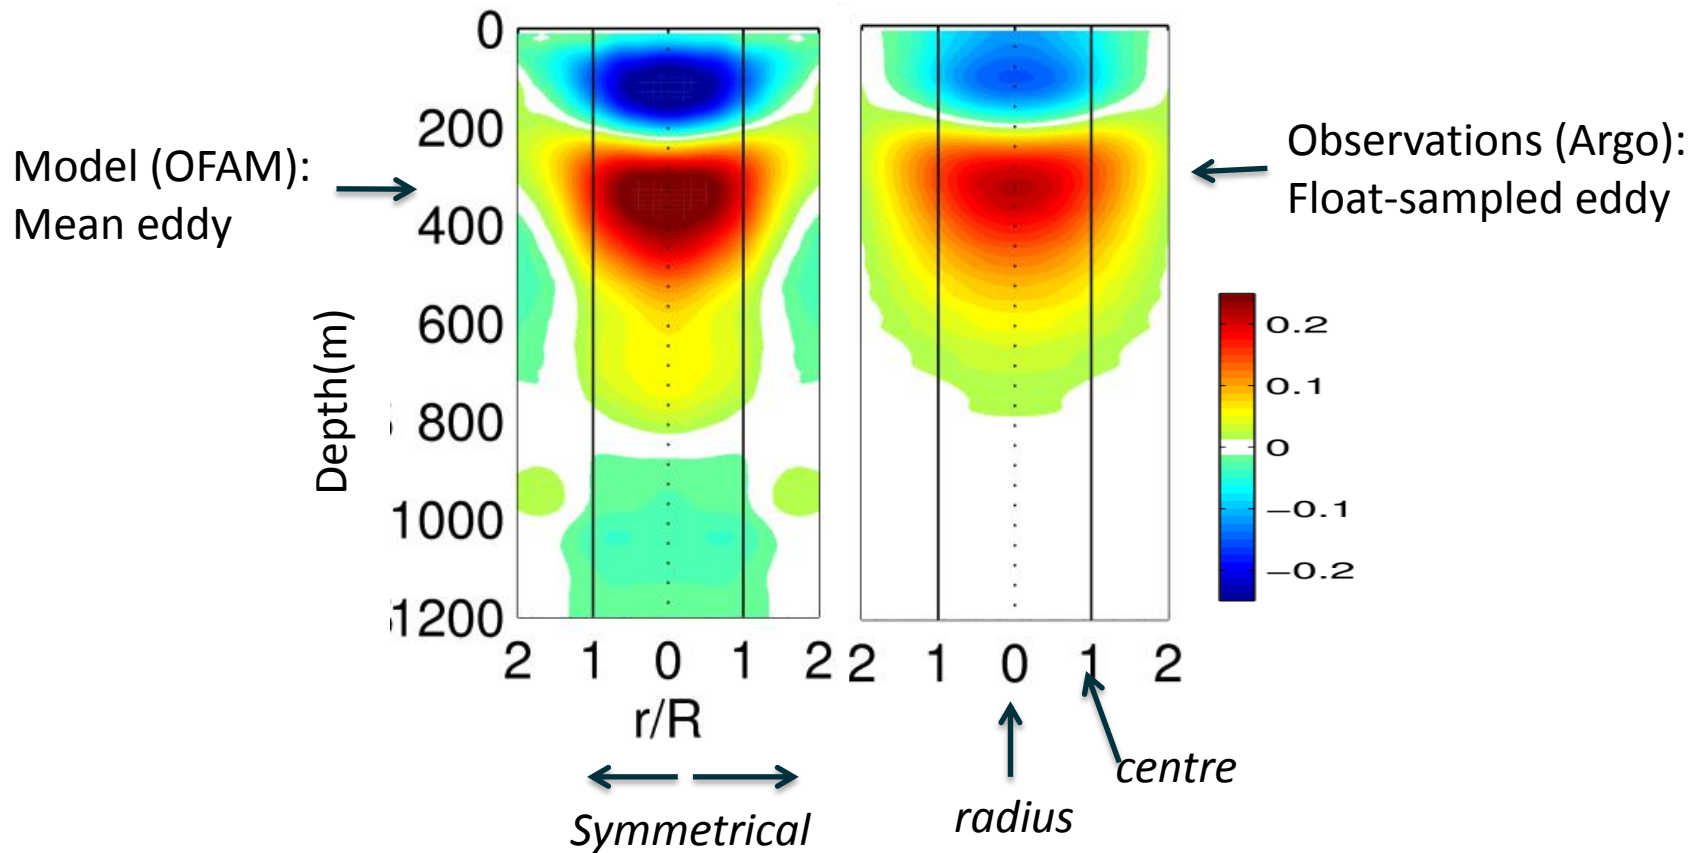 Model (OFAM):
Mean eddy
Observations (Argo):
Float-sampled eddy
Depth(m)
0
200
400
600
800
1000
1200
2 1 0 1 2
r/R
2 1 0 1 2
0.2
0.1
0
−0.1
−0.2
Symmetrical
radius
centre